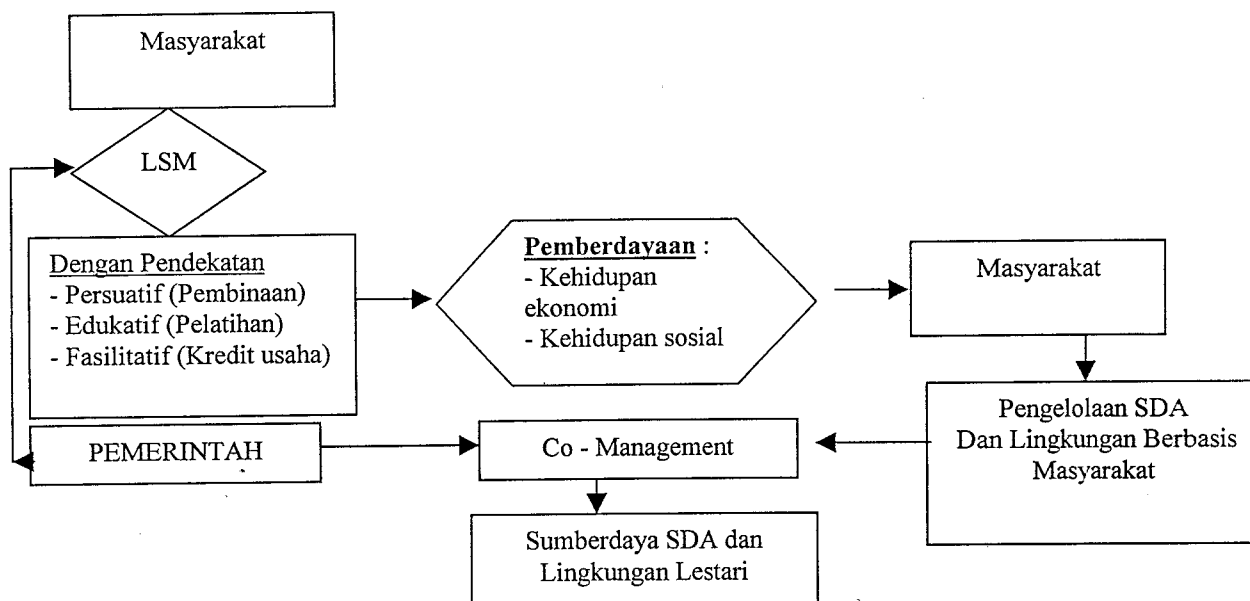 Masyarakat
LSM
Dengan Pendekatan
- Persuatif (Pembinaan)
- Edukatif (Pelatihan)
- Fasilitatif (Kredit usaha)
Pemberdayaan :
- Kehidupan
ekonomi
- Kehidupan sosial
Masyarakat
Pengelolaan SDA
Dan Lingkungan Berbasis
Masyarakat
PEMERINTAH
Co - Management
Sumberdaya SDA dan
Lingkungan Lestari